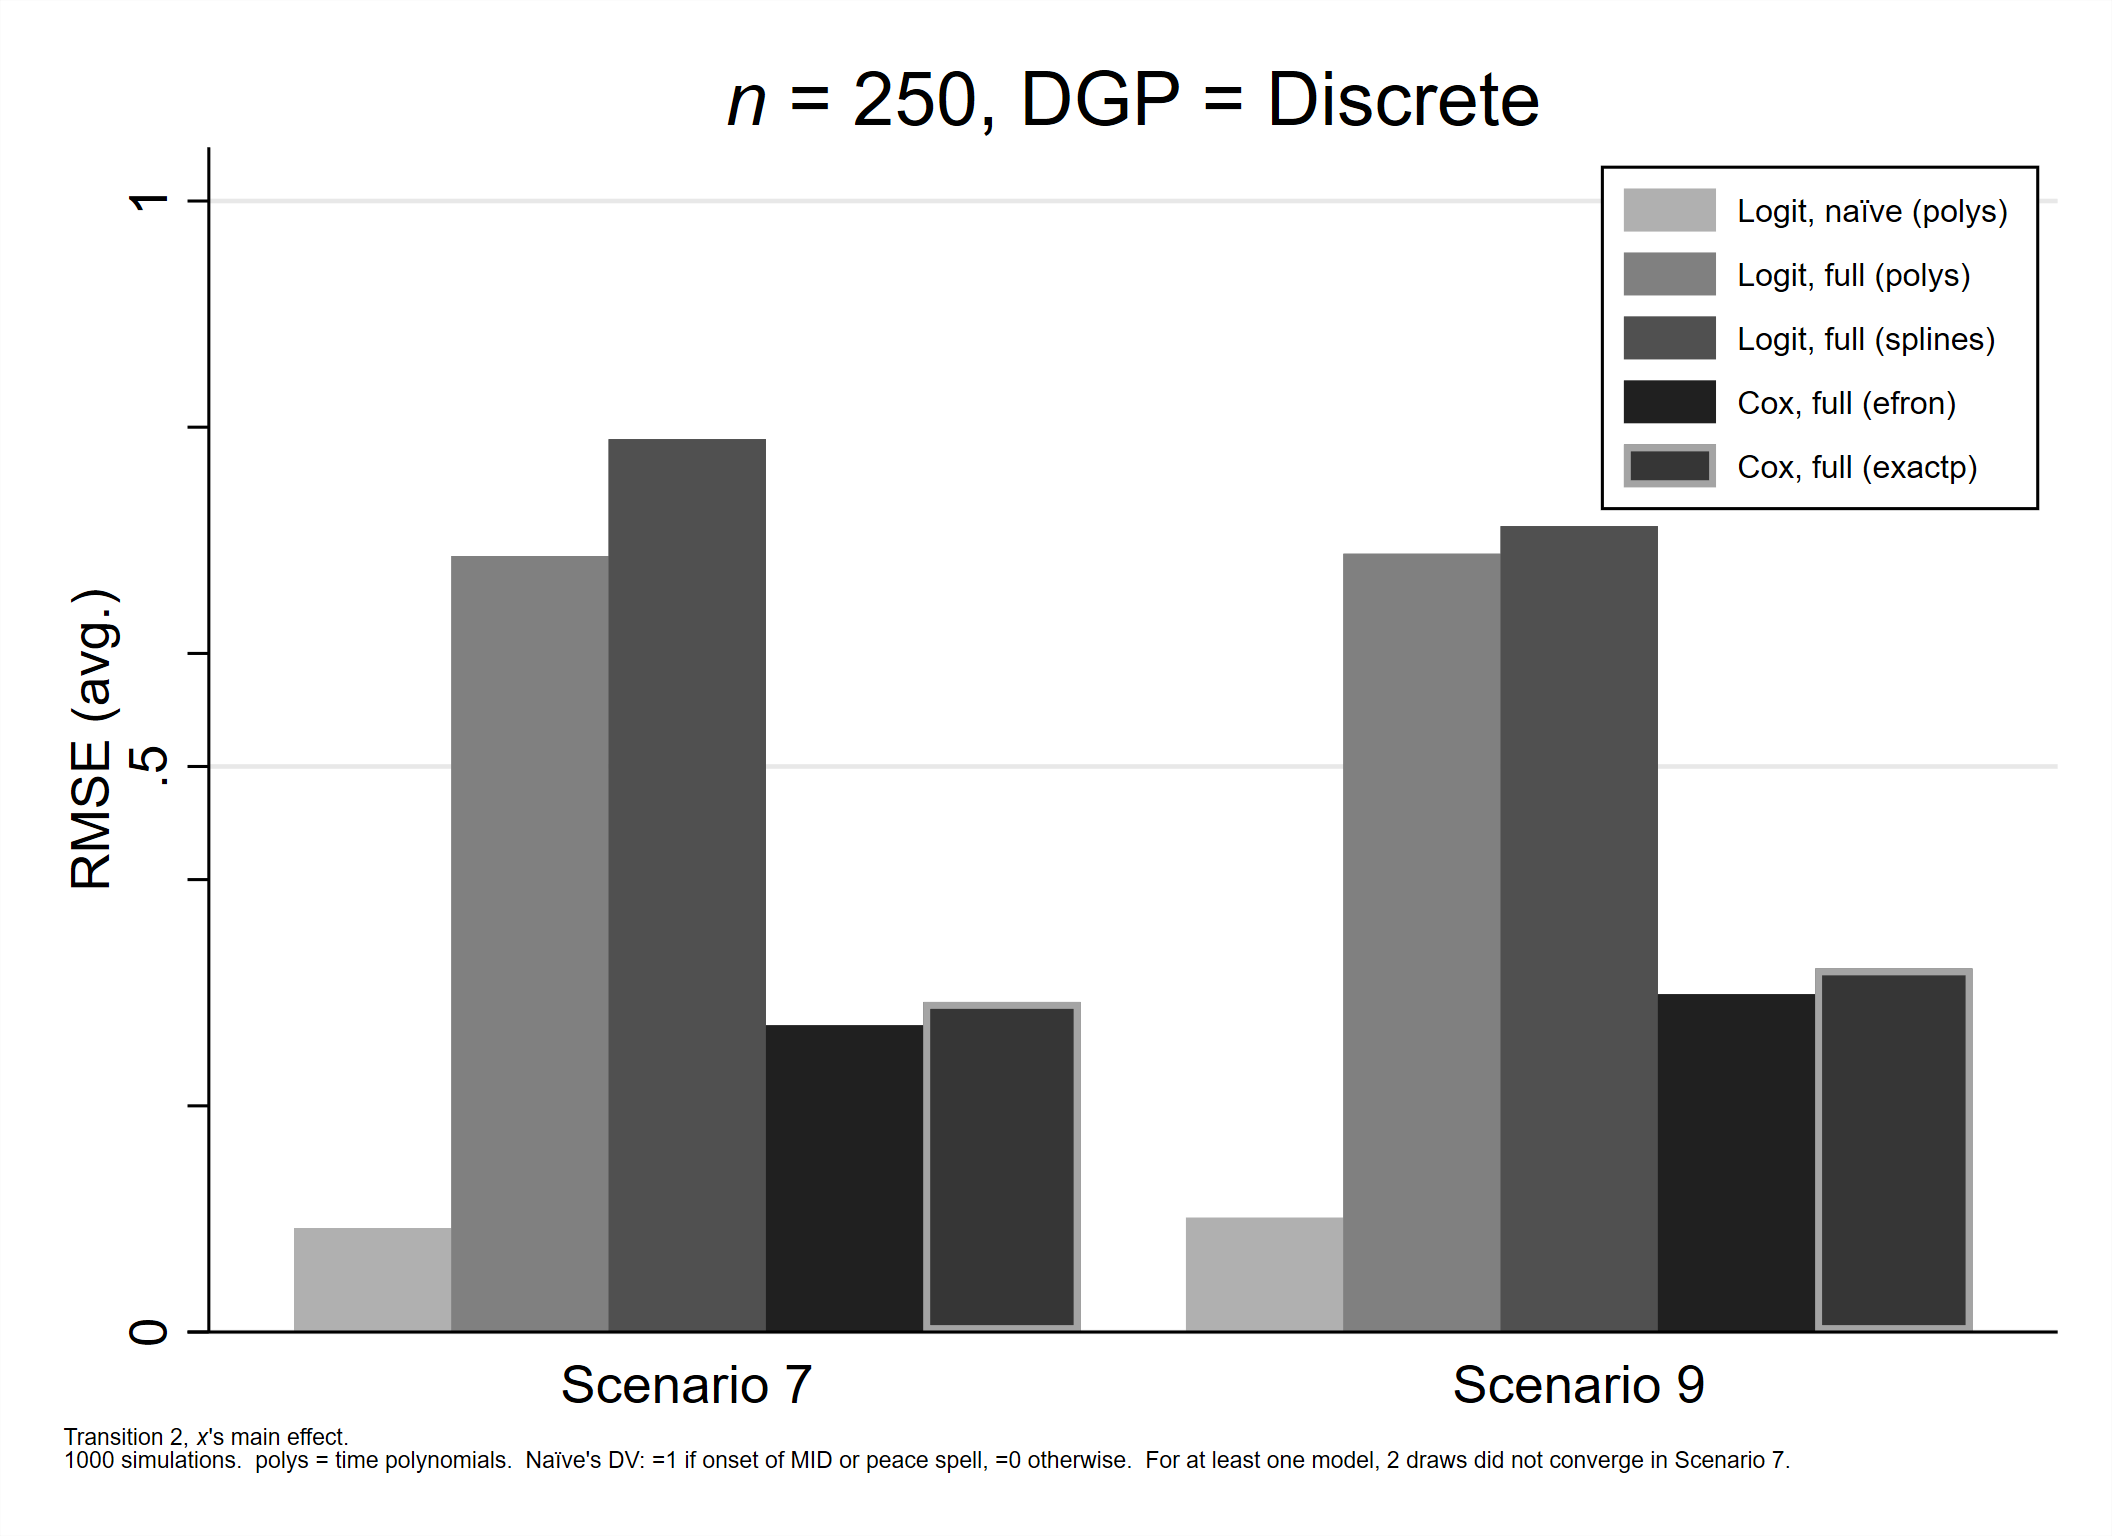 n = 250, DGP = Discrete
1
.5
0
RMSE (avg.)
Logit, naïve (polys)
Logit, full (polys)
Logit, full (splines)
Cox, full (efron)
Cox, full (exactp)
Scenario 7
Scenario 9
Transition 2, x's main effect.
1000 simulations.  polys = time polynomials.  Naïve's DV: =1 if onset of MID or peace spell, =0 otherwise.  For at least one model, 2 draws did not converge in Scenario 7.